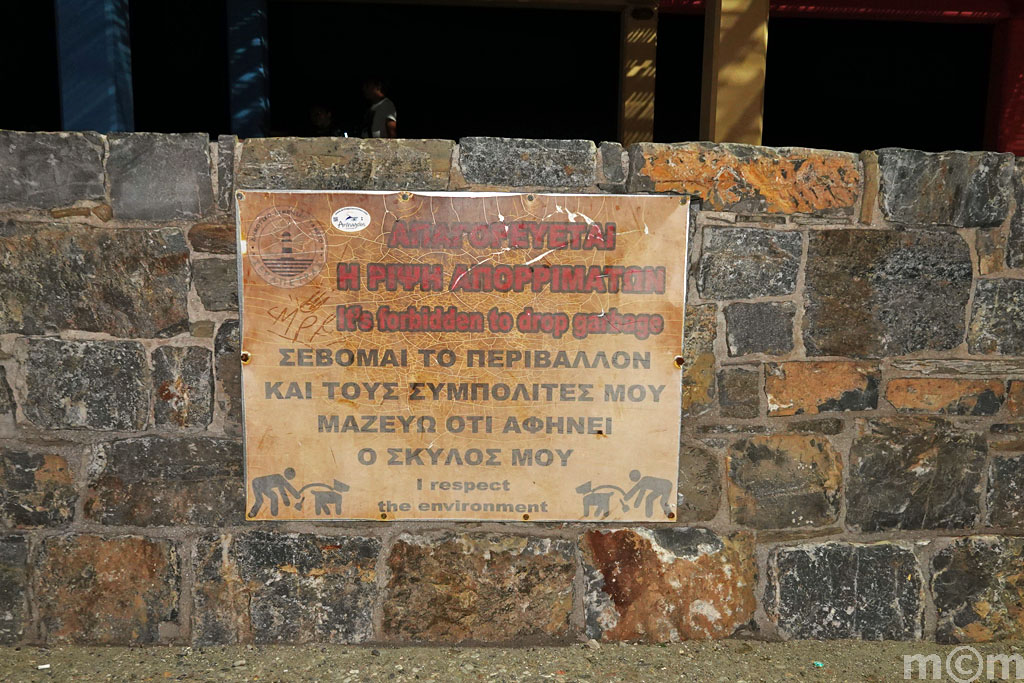 ΑΠΑΓΟΡΕΥΕΤΑΙ
Η ΡΙΨΗ ΑΠΟΡΡΙΜΑΤΩΝ
It's forbidden to drop garbage
ΣΕΒΟΜΑΙ ΤΟ ΠΕΡΙΒΑΛΛΟΝ
ΚΑΙ ΤΟΥΣ ΣΥΜΠΟΛΙΤΕΣ ΜΟΥ
ΜΑΖΕΥΩ ΟΤΙ ΑΦΗΝΕΙ
Ο ΣΚΥΛΟΣ ΜΟΥ
I respect
the environment
m©m